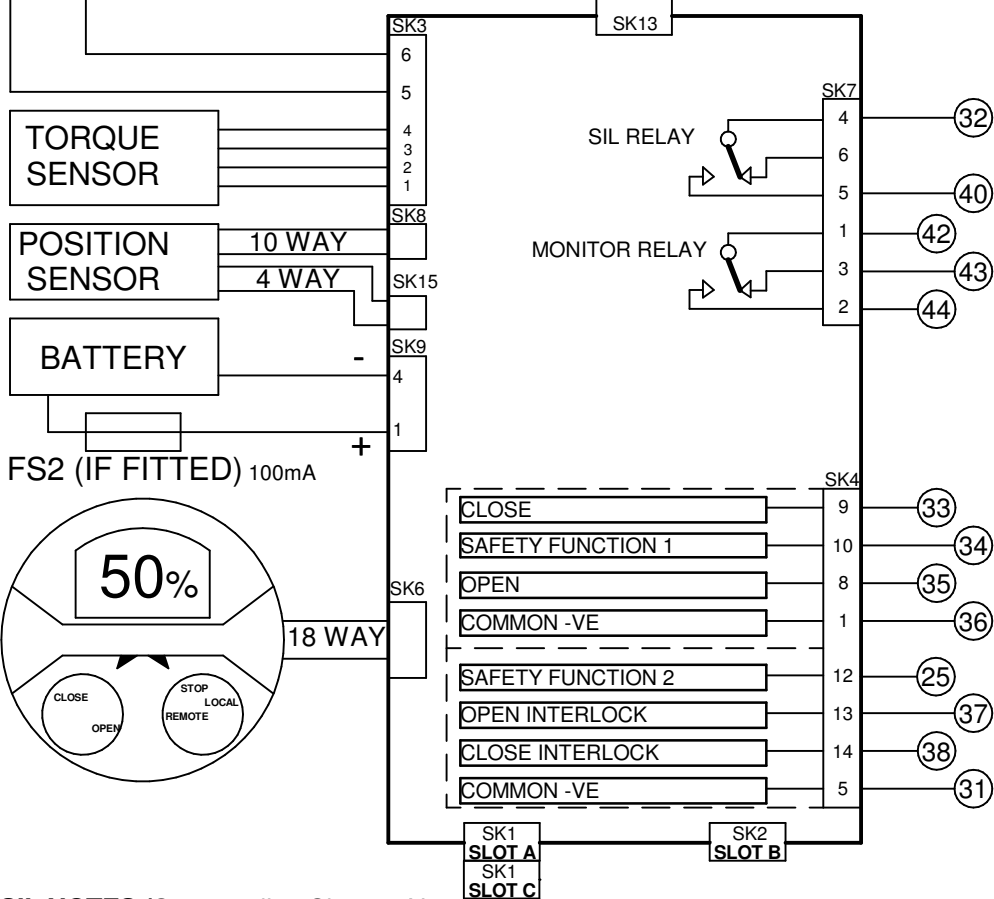 SK3
SK13
6
5
SK7
TORQUE
SENSOR
4
3
2
1
SIL RELAY
4
6
5
32
40
SK8
POSITION
SENSOR
10 WAY
4 WAY
SK15
MONITOR RELAY
1
3
2
42
43
44
BATTERY
-
SK9
4
1
+
FS2 (IF FITTED) 100mA
SK4
CLOSE
9
33
SAFETY FUNCTION 1
10
34
OPEN
8
35
COMMON -VE
1
36
SAFETY FUNCTION 2
12
25
OPEN INTERLOCK
13
37
CLOSE INTERLOCK
14
38
COMMON -VE
5
31
50%
SK6
18 WAY
CLOSE
OPEN
STOP
LOCAL
REMOTE
SK1
SLOT A
SK1
SLOT C
SK2
SLOT B